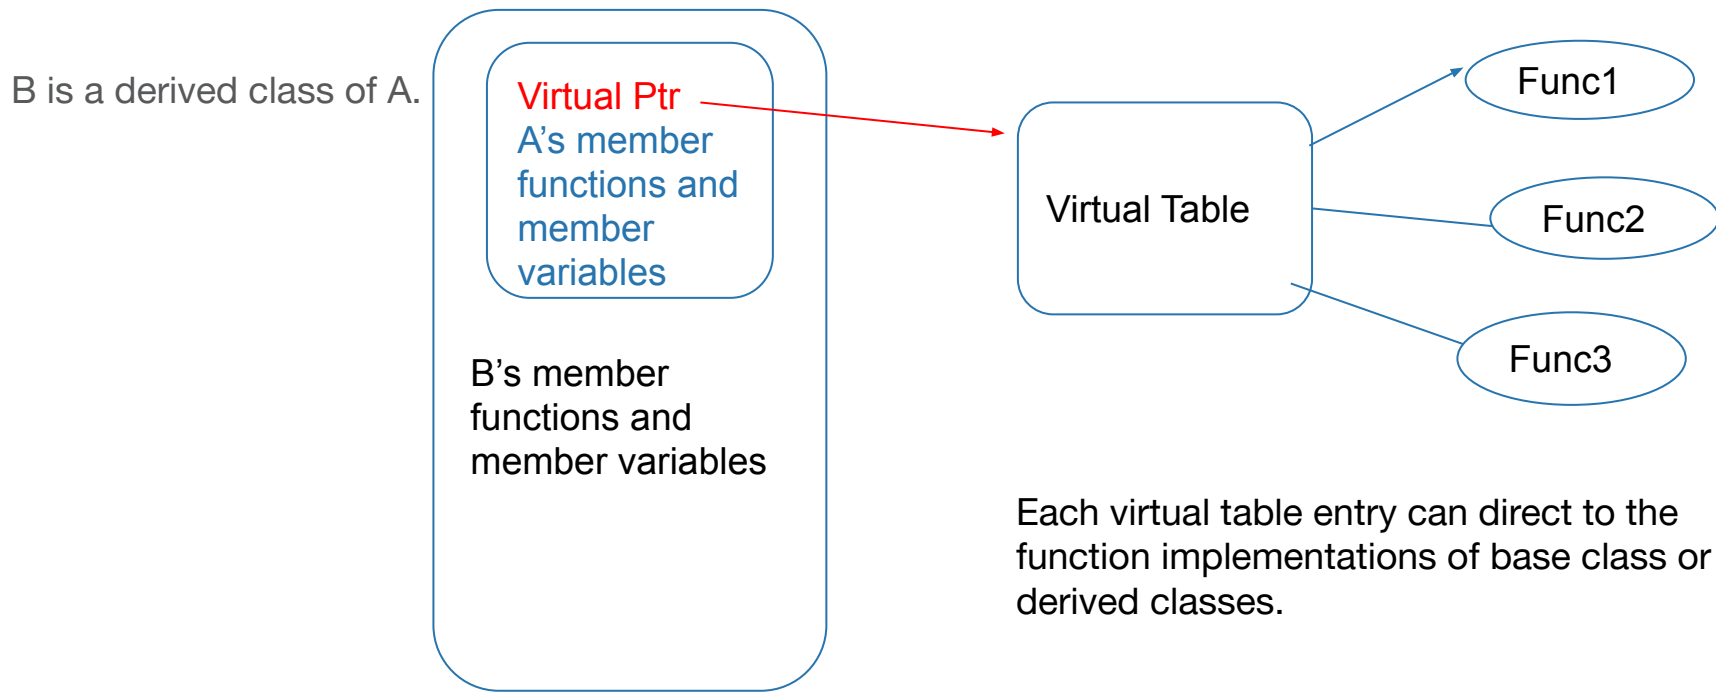 B is a derived class of A.
Virtual Ptr
A’s member
functions and
member
variables
B’s member
functions and
member variables
Virtual Table
Func1
Func2
Func3
Each virtual table entry can direct to the
function implementations of base class or
derived classes.